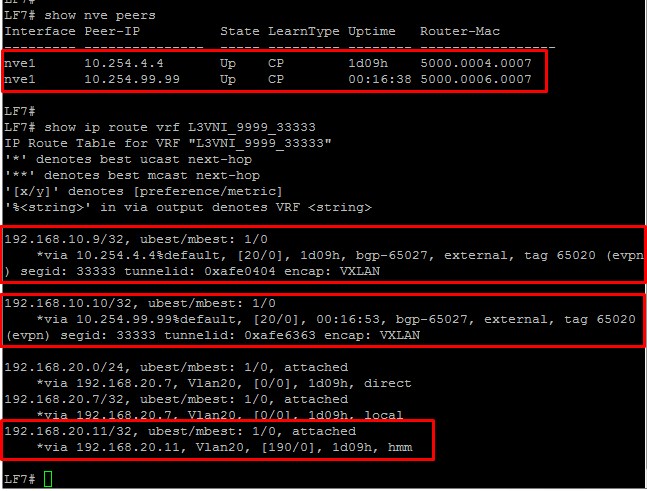 LF7# show nve peers
Interface Peer-IP          State LearnType Uptime   Router-Mac
--------- ---------------  ----- --------- -------- -----------------
nve1      10.254.4.4       Up    CP        1d09h    5000.0004.0007
nve1      10.254.99.99     Up    CP        00:16:38 5000.0006.0007
LF7#
LF7# show ip route vrf L3VNI_9999_33333
IP Route Table for VRF "L3VNI_9999_33333"
'*' denotes best ucast next-hop
'**' denotes best mcast next-hop
'[x/y]' denotes [preference/metric]
'%<string>' in via output denotes VRF <string>
192.168.10.9/32, ubest/mbest: 1/0
    *via 10.254.4.4%default, [20/0], 1d09h, bgp-65027, external, tag 65020 (evpn
) segid: 33333 tunnelid: 0xafe0404 encap: VXLAN
192.168.10.10/32, ubest/mbest: 1/0
    *via 10.254.99.99%default, [20/0], 00:16:53, bgp-65027, external, tag 65020
(evpn) segid: 33333 tunnelid: 0xafe6363 encap: VXLAN
192.168.20.0/24, ubest/mbest: 1/0, attached
    *via 192.168.20.7, Vlan20, [0/0], 1d09h, direct
192.168.20.7/32, ubest/mbest: 1/0, attached
    *via 192.168.20.7, Vlan20, [0/0], 1d09h, local
192.168.20.11/32, ubest/mbest: 1/0, attached
    *via 192.168.20.11, Vlan20, [190/0], 1d09h, hmm
LF7#